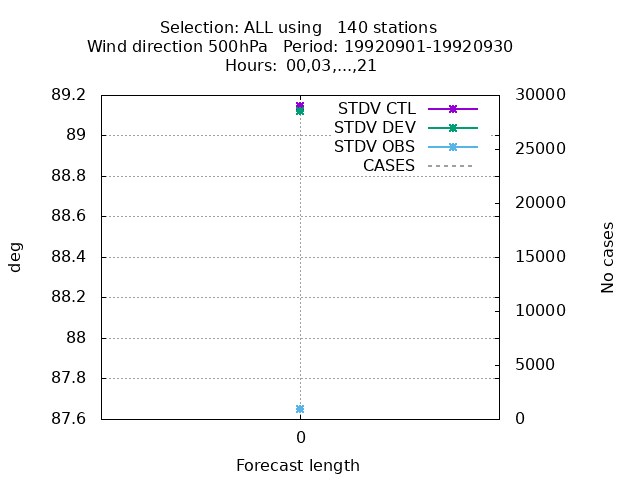 Selection: ALL using   140 stations
Wind direction 500hPa   Period: 19920901-19920930
Hours: 00,03,...,21
STDV CTL
STDV DEV
STDV OBS
CASES
89.2
89
88.8
88.6
88.4
88.2
88
87.8
87.6
30000
25000
20000
15000
10000
5000
0
deg
No cases
0
Forecast length